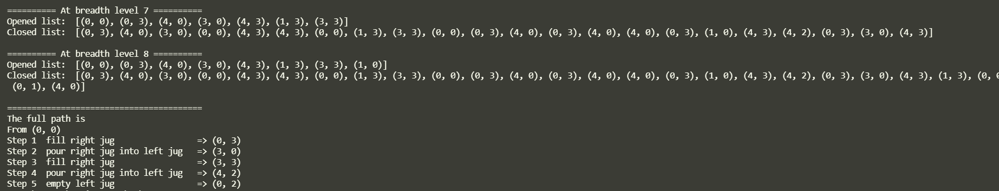 ========== At breadth level 7 ==========
Opened list:  [(0, 0), (0, 3), (4, 0), (3, 0), (4, 3), (1, 3), (3, 3)]
Closed list:  [(0, 3), (4, 0), (3, 0), (0, 0), (4, 3), (4, 3), (0, 0), (1, 3), (3, 3), (0, 0), (0, 3), (4, 0), (0, 3), (4, 0), (4, 0), (0, 3), (1, 0), (4, 3), (4, 2), (0, 3), (3, 0), (4, 3)]
========== At breadth level 8 ==========
Opened list:  [(0, 0), (0, 3), (4, 0), (3, 0), (4, 3), (1, 3), (3, 3), (1, 0)]
Closed list:  [(0, 3), (4, 0), (3, 0), (0, 0), (4, 3), (4, 3), (0, 0), (1, 3), (3, 3), (0, 0), (0, 3), (4, 0), (0, 3), (4, 0), (4, 0), (0, 3), (1, 0), (4, 3), (4, 2), (0, 3), (3, 0), (4, 3), (1, 3), (0,
(0, 1), (4, 0)]
========================================
The full path is
From (0, 0)
Step 1  fill right jug                 => (0, 3)
Step 2  pour right jug into left jug   => (3, 0)
Step 3  fill right jug                 => (3, 3)
Step 4  pour right jug into left jug   => (4, 2)
Step 5  empty left jug                 => (0, 2)